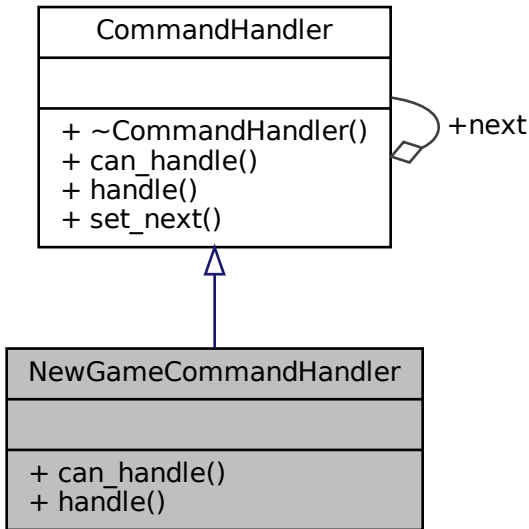 CommandHandler
+ ~CommandHandler()
+ can_handle()
+ handle()
+ set_next()
+next
NewGameCommandHandler
+ can_handle()
+ handle()